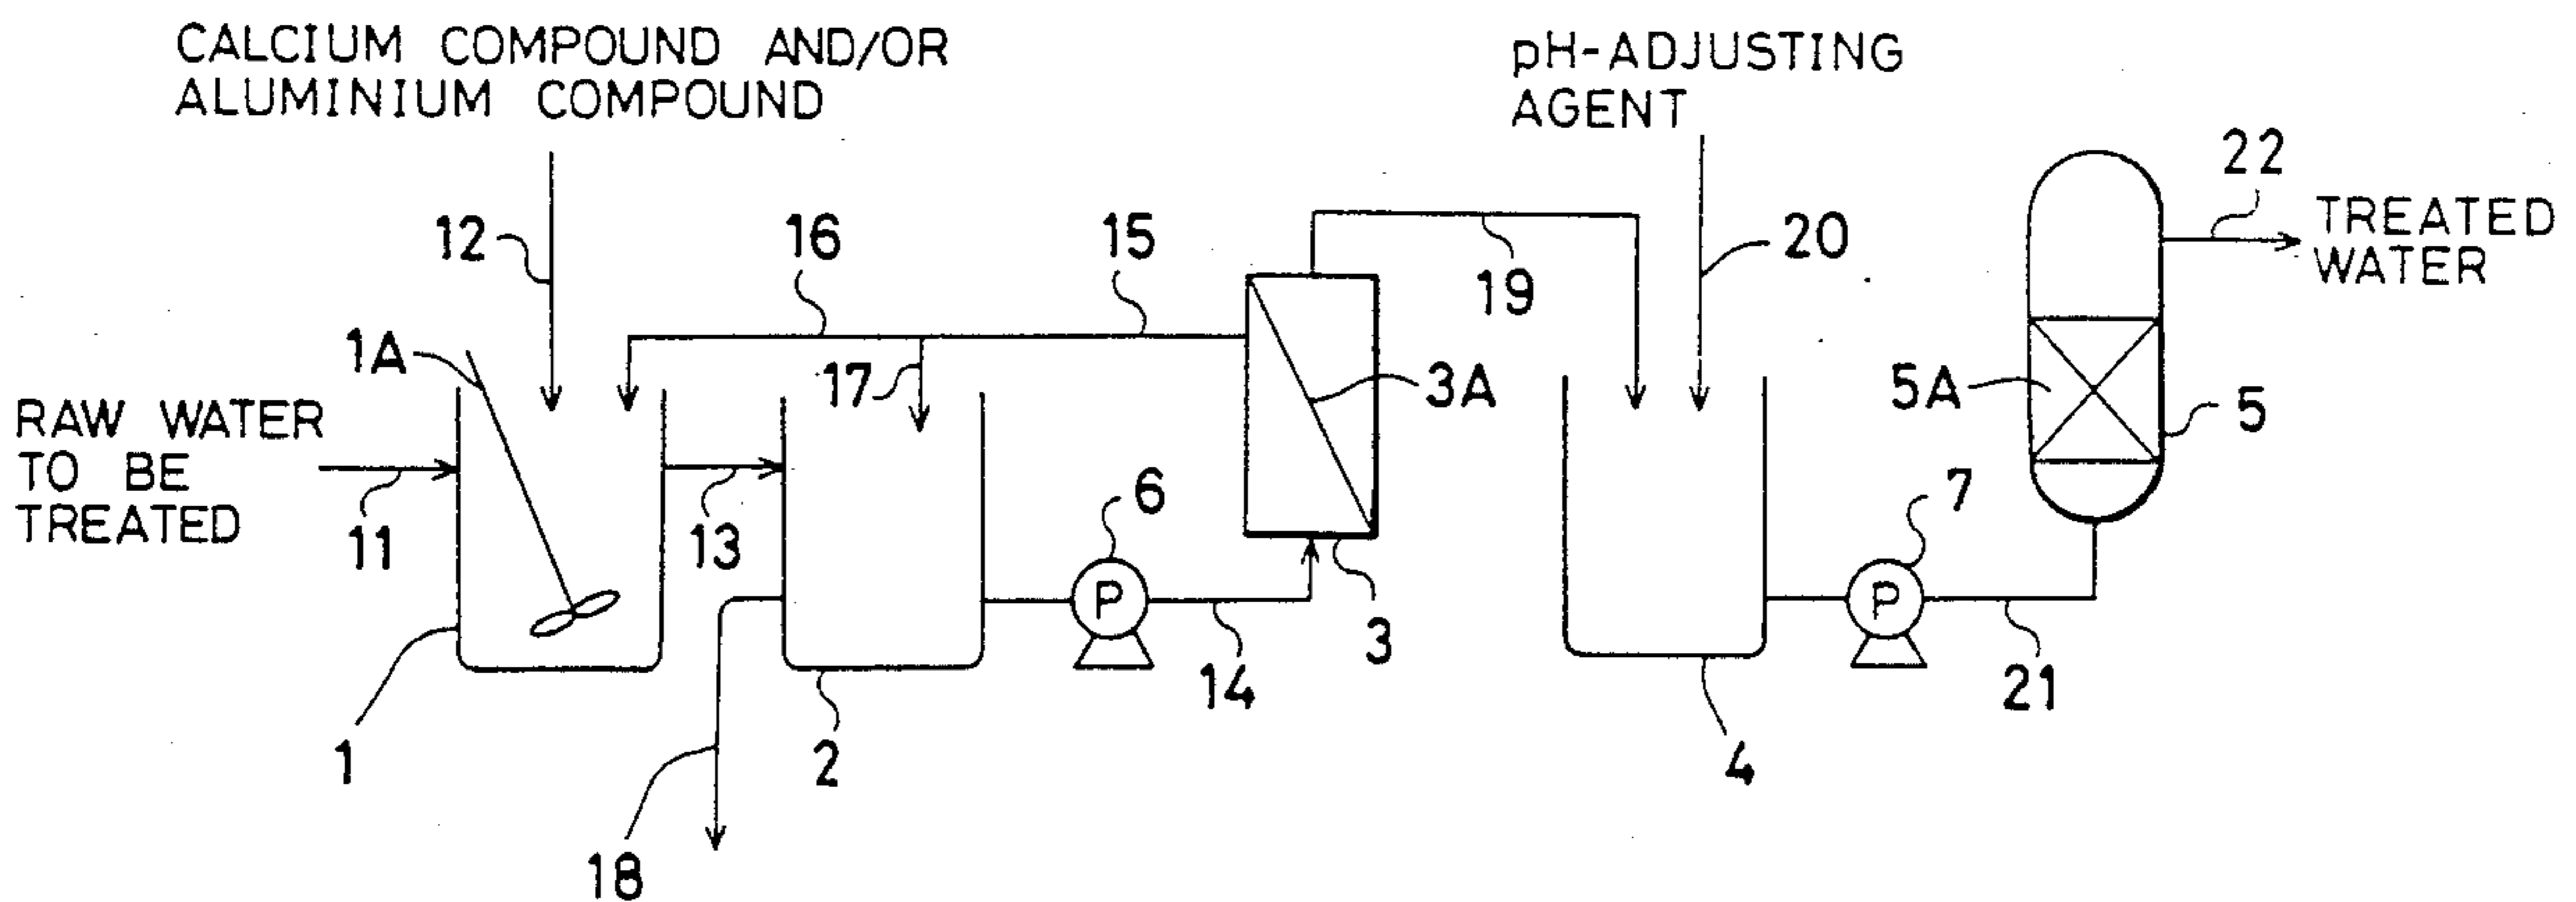 CALCIUM COMPOUND AND/OR
ALUMINIUM COMPOUND
pH-ADJUSTING
AGENT
22
TREATED
WATER
12
16
15
20
19
1A
17
3A
5A
5
RAW WATER
TO BE
TREATED
11
13
6
P
7
P
14
3
21
1
2
4
18